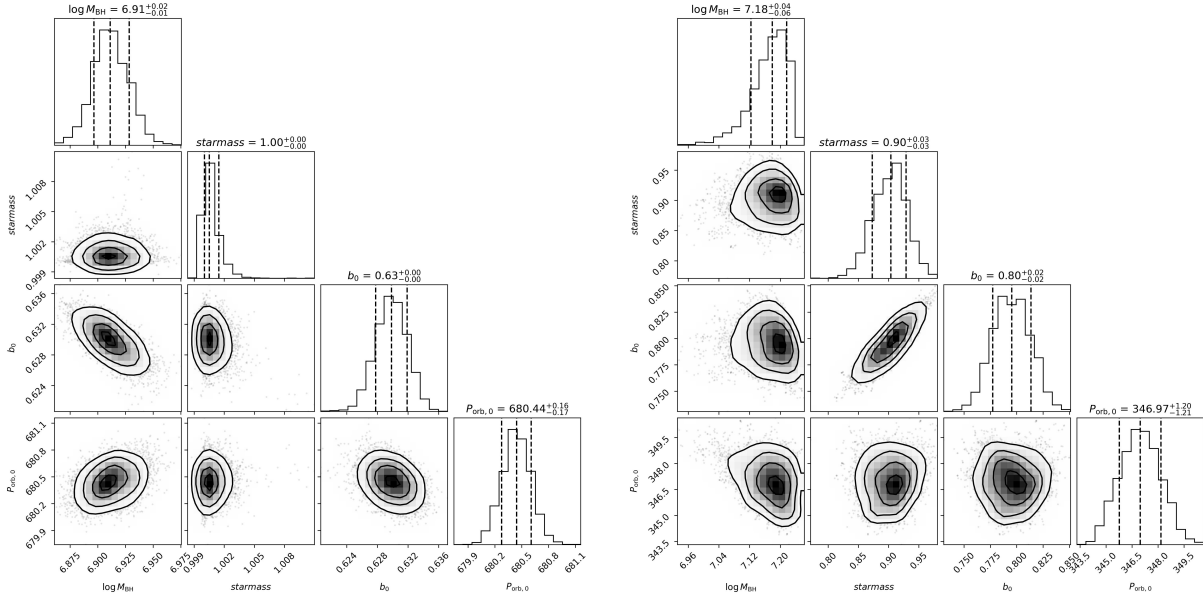 log M_BH = 6.91^{+0.02}_{-0.01}
starmass = 1.00^{+0.00}_{-0.00}
starmass
1.008
1.005
1.002
0.999
b_0 = 0.63^{+0.00}_{-0.00}
b_0
0.636
0.632
0.628
0.624
P_orb,0 = 680.44^{+0.16}_{-0.17}
P_orb,0
681.1
680.8
680.5
680.2
679.9
6.875 6.900 6.925 6.950 6.975
0.999 1.002 1.005 1.008
0.624 0.628 0.632 0.636
679.9 680.2 680.5 680.8 681.1
log M_BH starmass b_0 P_orb,0
log M_BH = 7.18^{+0.04}_{-0.06}
starmass = 0.90^{+0.03}_{-0.03}
starmass
0.95
0.90
0.85
0.80
b_0 = 0.80^{+0.02}_{-0.02}
b_0
0.850
0.825
0.800
0.775
0.750
P_orb,0 = 346.97^{+1.20}_{-1.21}
P_orb,0
349.5
348.0
346.5
345.0
343.5
6.96 7.04 7.12 7.20
0.80 0.85 0.90 0.95
0.750 0.775 0.800 0.825 0.850
343.5 345.0 346.5 348.0 349.5
log M_BH starmass b_0 P_orb,0